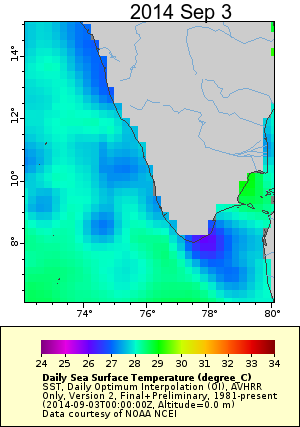 2014 Sep 3
14°
12°
10°
8°
74° 76° 78° 80°
24 25 26 27 28 29 30 31 32 33 34
Daily Sea Surface Temperature (degree_C)
SST, Daily Optimum Interpolation (OI), AVHRR
Only, Version 2, Final+Preliminary, 1981-present
(2014-09-03T00:00:00Z, Altitude=0.0 m)
Data courtesy of NOAA NCEI